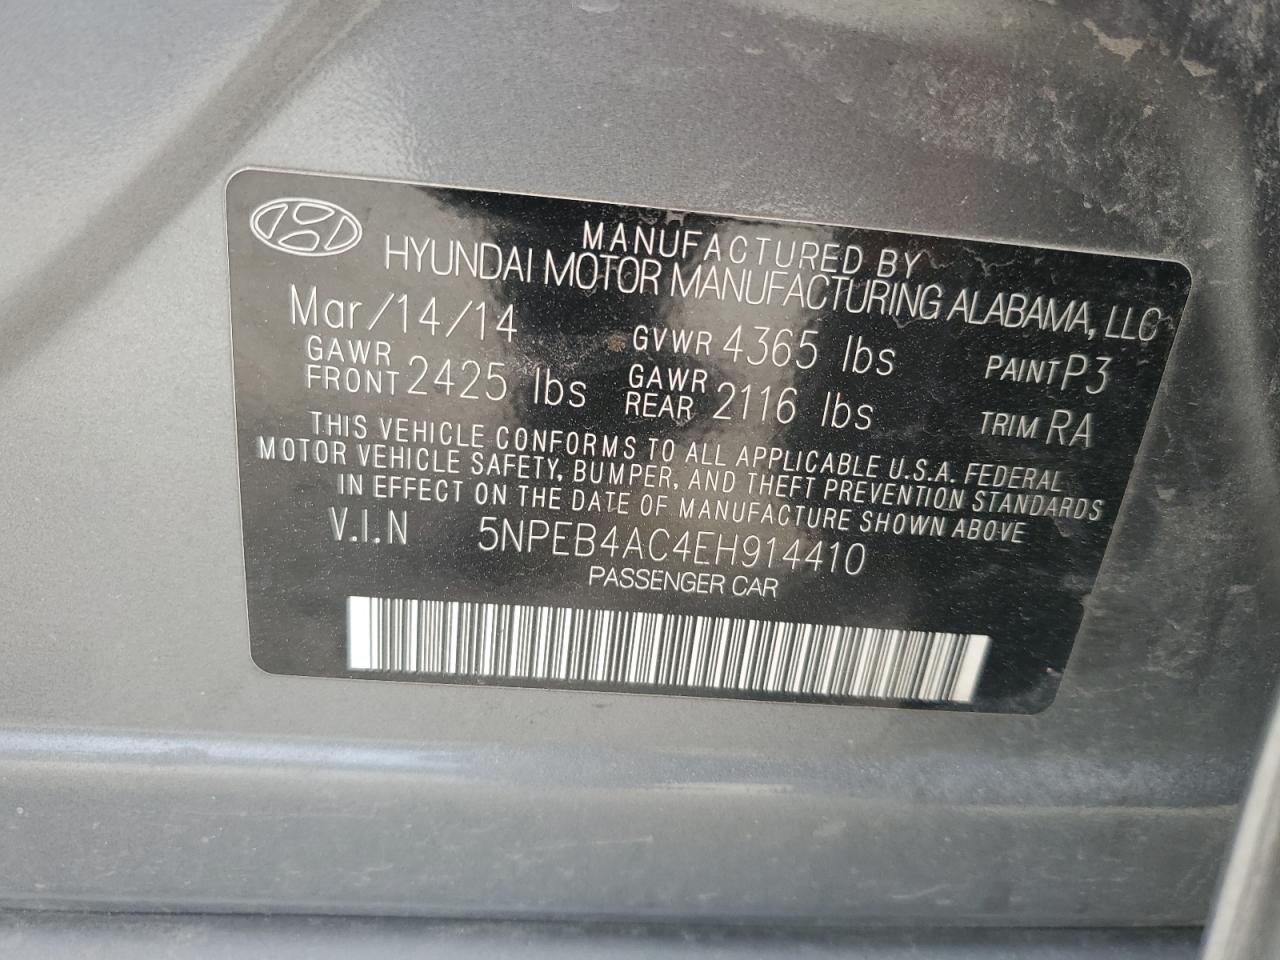 MANUFACTURED BY
HYUNDAI MOTOR MANUFACTURING ALABAMA, LLC
Mar/14/14 GVWR 4365 lbs PAINT P3
GAWR FRONT 2425 lbs GAWR REAR 2116 lbs TRIM RA
THIS VEHICLE CONFORMS TO ALL APPLICABLE U.S.A. FEDERAL
MOTOR VEHICLE SAFETY, BUMPER, AND THEFT PREVENTION STANDARDS
IN EFFECT ON THE DATE OF MANUFACTURE SHOWN ABOVE
V.I.N 5NPEB4AC4EH914410
PASSENGER CAR